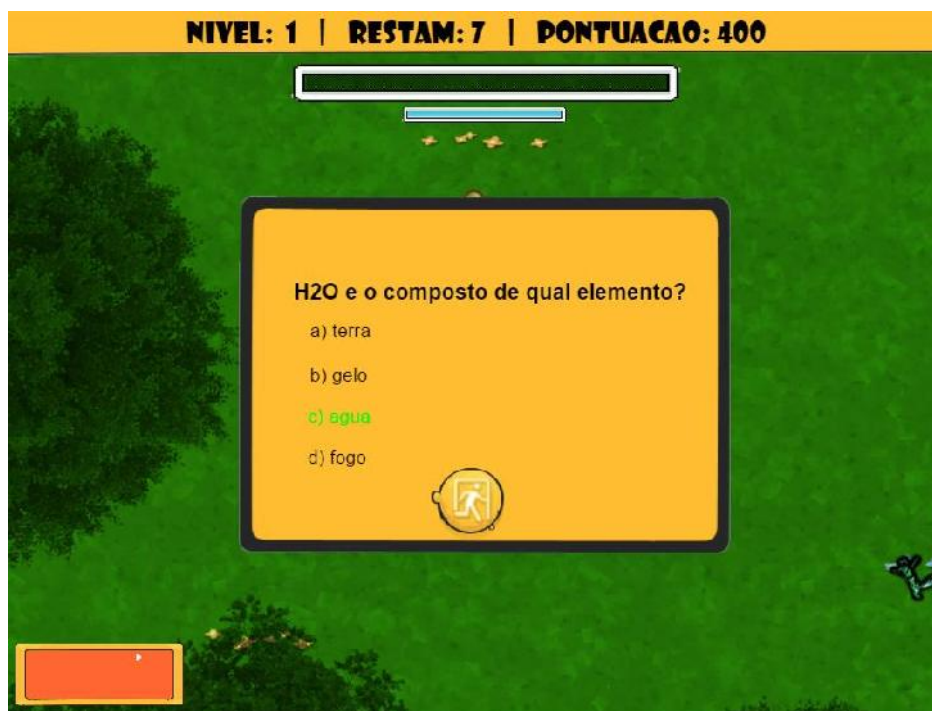 NIVEL: 1 | RESTAM: 7 | PONTUACAO: 400
H2O e o composto de qual elemento?
a) terra
b) gelo
c) agua
d) fogo